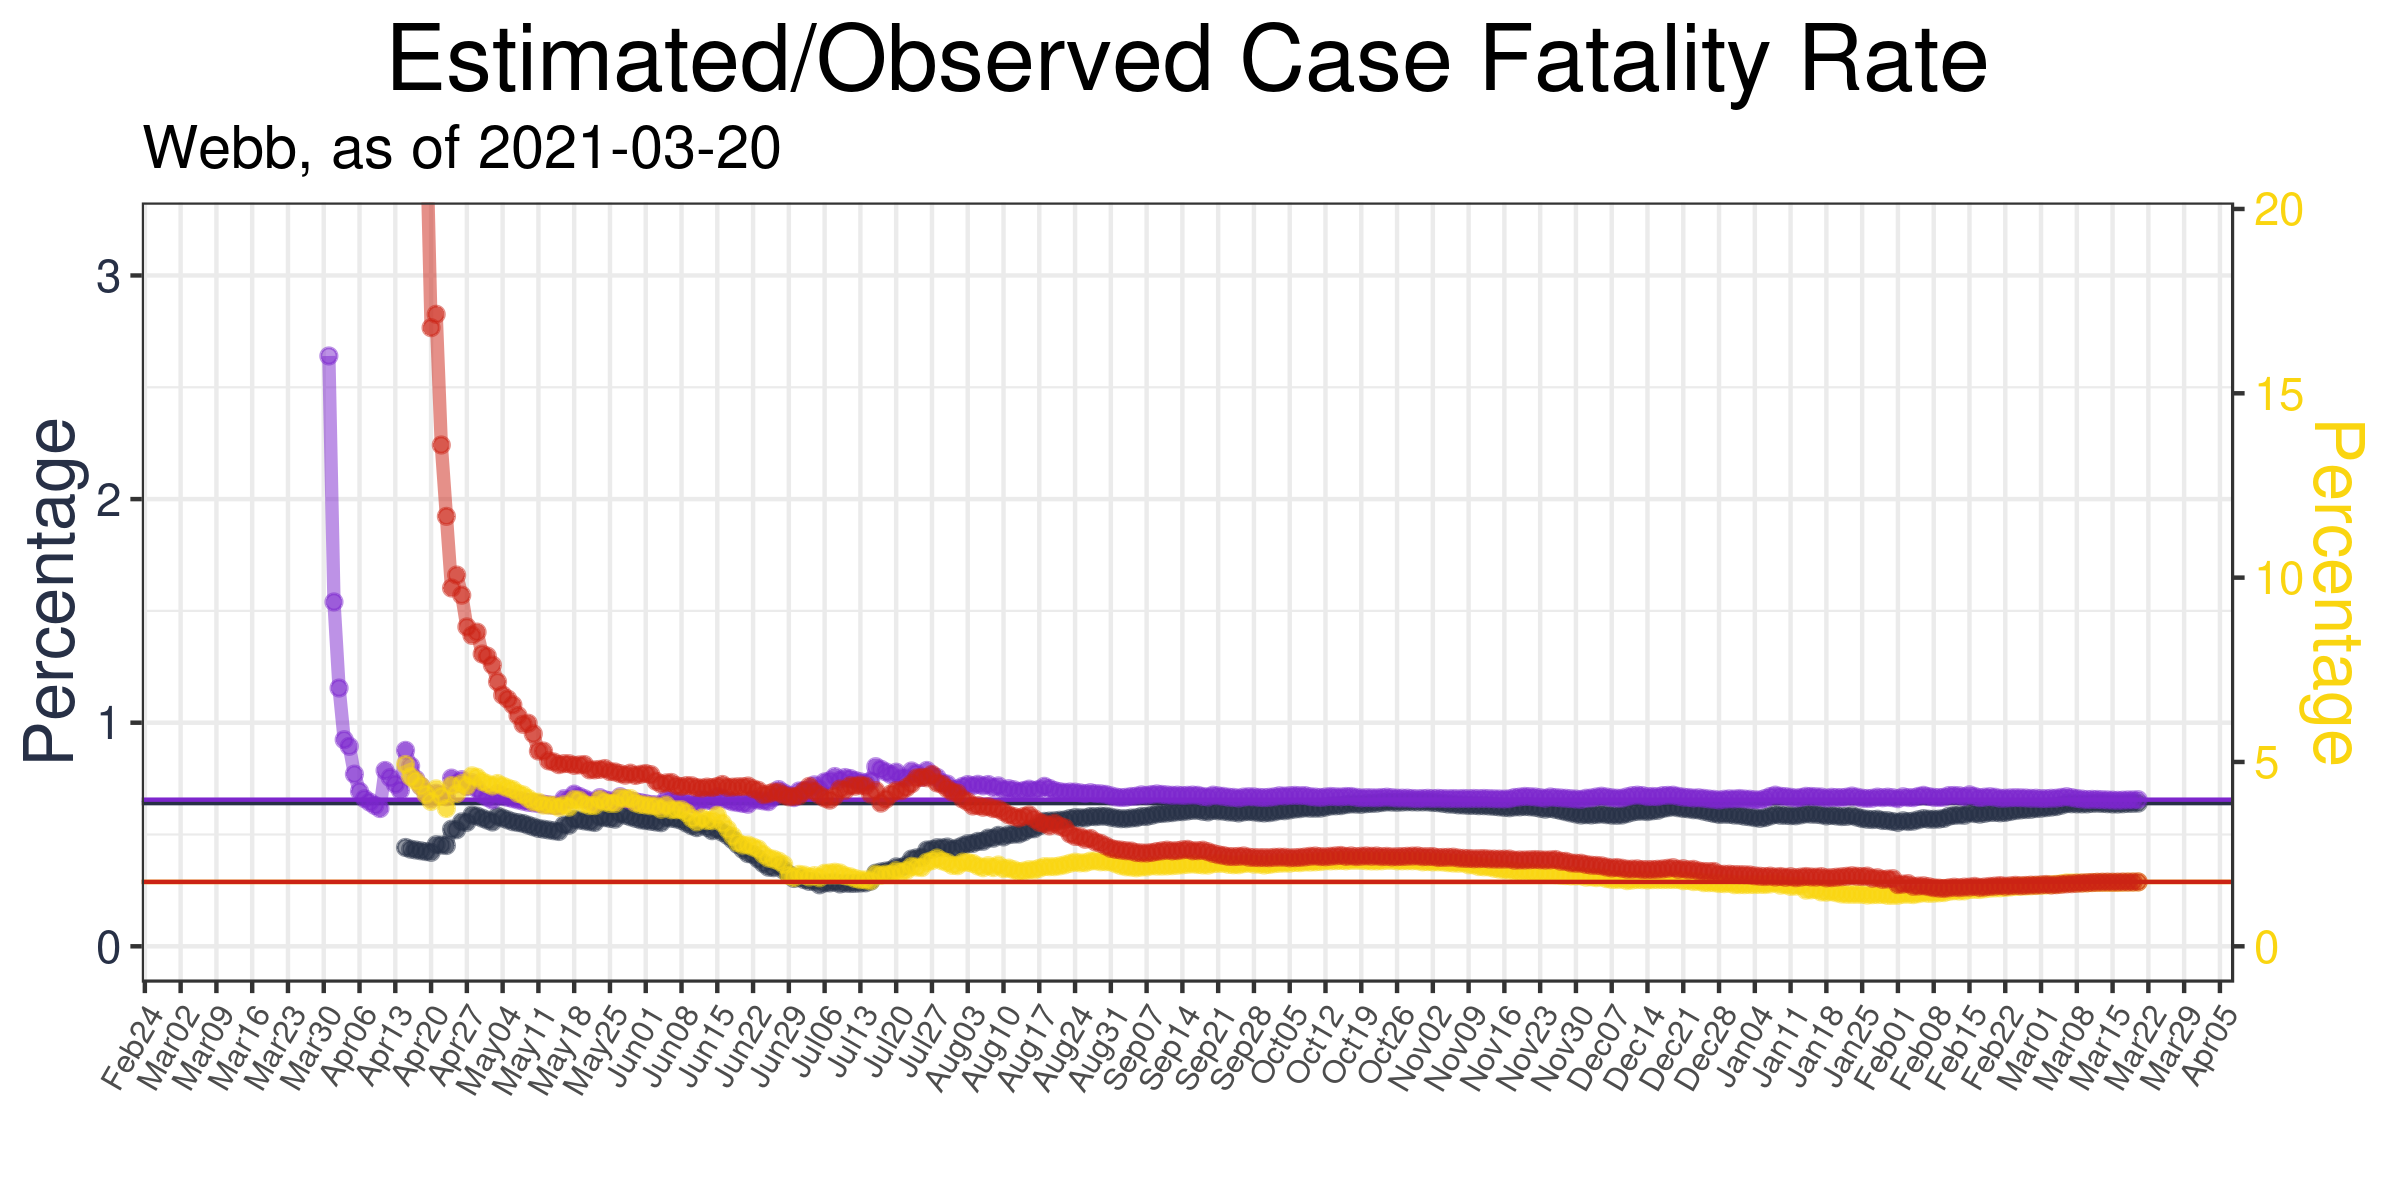 Estimated/Observed Case Fatality Rate
Webb, as of 2021-03-20
Percentage
3
2
1
0
20
15
10
5
0
Percentage
Feb24
Mar02
Mar09
Mar16
Mar23
Mar30
Apr06
Apr13
Apr20
Apr27
May04
May11
May18
May25
Jun01
Jun08
Jun15
Jun22
Jun29
Jul06
Jul13
Jul20
Jul27
Aug03
Aug10
Aug17
Aug24
Aug31
Sep07
Sep14
Sep21
Sep28
Oct05
Oct12
Oct19
Oct26
Nov02
Nov09
Nov16
Nov23
Nov30
Dec07
Dec14
Dec21
Dec28
Jan04
Jan11
Jan18
Jan25
Feb01
Feb08
Feb15
Feb22
Mar01
Mar08
Mar15
Mar22
Mar29
Apr05